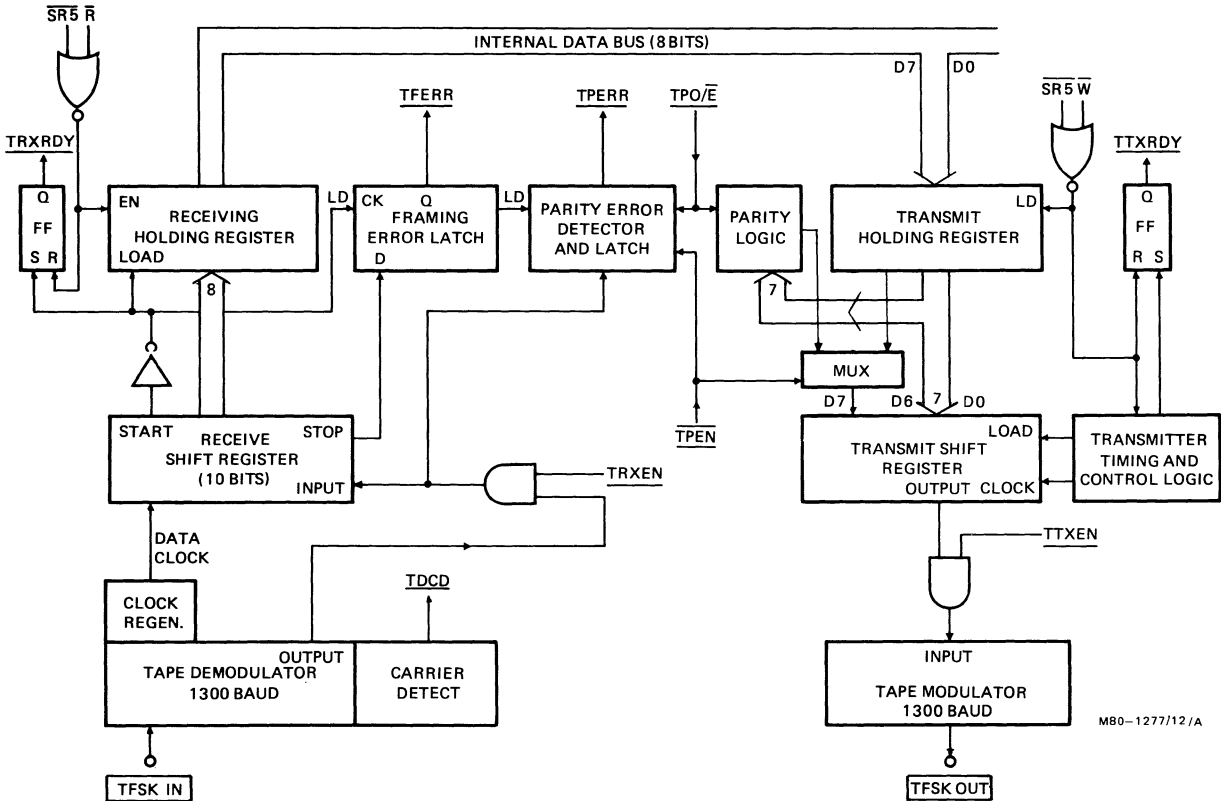 S̅R̅5̅ R̅
INTERNAL DATA BUS (8 BITS)
D7 D0
TFERR
TPERR
TPO/E̅
S̅R̅5̅ W̅
TRXRDY
TTXRDY
Q
FF
S R
EN
RECEIVING
HOLDING REGISTER
LOAD
LD
CK Q
FRAMING
ERROR LATCH
D
LD
PARITY ERROR
DETECTOR
AND LATCH
PARITY
LOGIC
TRANSMIT
HOLDING REGISTER
LD
Q
FF
R S
8
7
MUX
D7 D6 7 D0
T̅P̅E̅N̅
START
STOP
RECEIVE
SHIFT REGISTER
(10 BITS)
INPUT
TRXEN
LOAD
TRANSMIT SHIFT
REGISTER
OUTPUT CLOCK
TRANSMITTER
TIMING AND
CONTROL LOGIC
DATA
CLOCK
TTXEN
TDCD
CLOCK
REGEN.
OUTPUT
TAPE DEMODULATOR
1300 BAUD
CARRIER
DETECT
INPUT
TAPE MODULATOR
1300 BAUD
M80-1277/12/A
TFSK IN
TFSK OUT